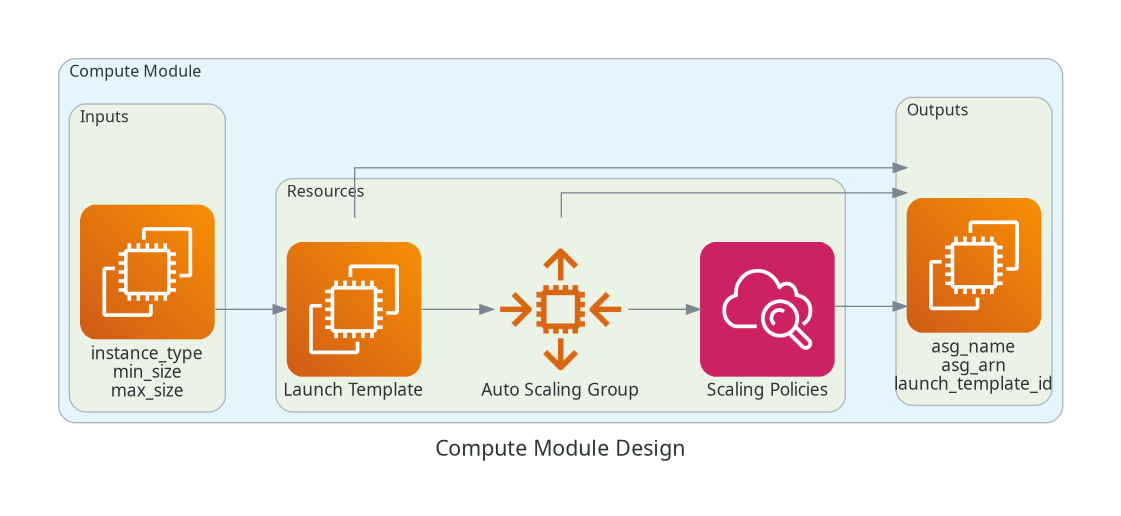 Compute Module
Inputs
Outputs
Resources
instance_type
min_size
max_size
Launch Template
Auto Scaling Group
Scaling Policies
asg_name
asg_arn
launch_template_id
Compute Module Design